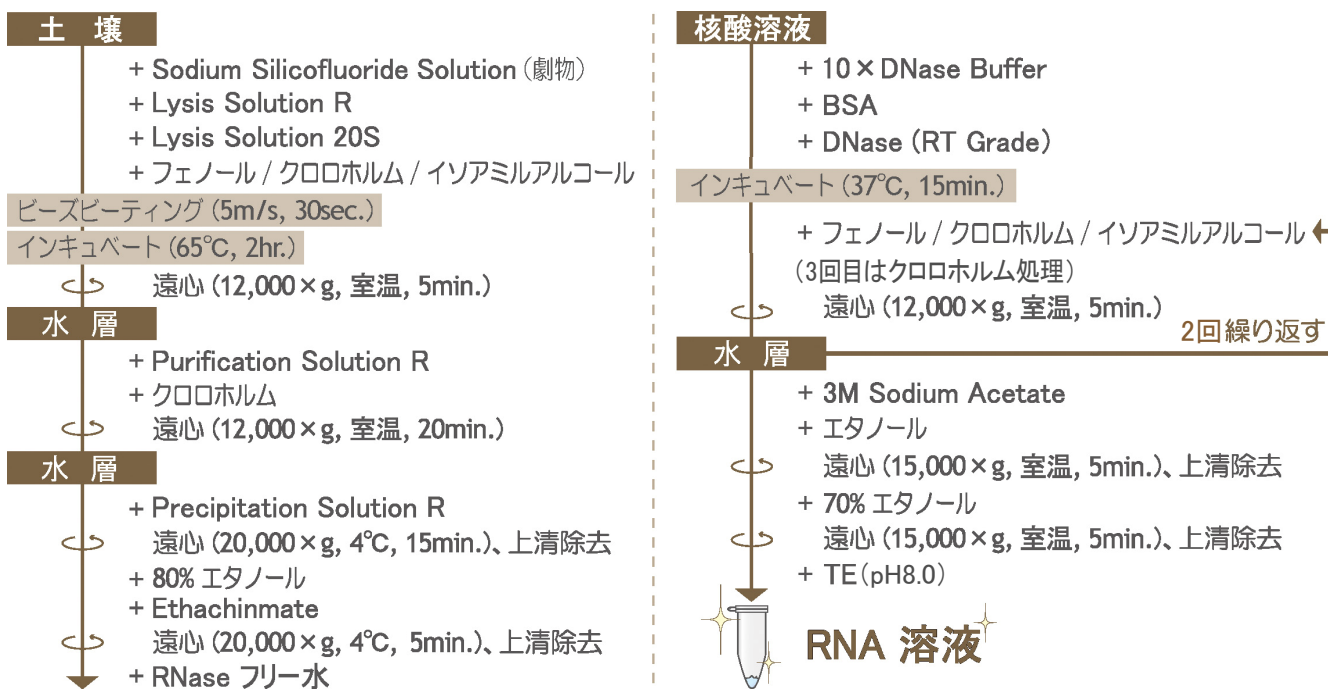 土 壌
+ Sodium Silicofluoride Solution (劇物)
+ Lysis Solution R
+ Lysis Solution 20S
+ フェノール / クロロホルム / イソアミルアルコール
ビーズビーティング (5m/s, 30sec.)
インキュベート (65℃, 2hr.)
遠心 (12,000×g, 室温, 5min.)
水 層
+ Purification Solution R
+ クロロホルム
遠心 (12,000×g, 室温, 20min.)
水 層
+ Precipitation Solution R
遠心 (20,000×g, 4℃, 15min.)、上清除去
+ 80% エタノール
+ Ethachinmate
遠心 (20,000×g, 4℃, 5min.)、上清除去
+ RNase フリー水
核酸溶液
+ 10×DNase Buffer
+ BSA
+ DNase (RT Grade)
インキュベート (37℃, 15min.)
+ フェノール / クロロホルム / イソアミルアルコール
(3回目はクロロホルム処理)
遠心 (12,000×g, 室温, 5min.)
2回繰り返す
水 層
+ 3M Sodium Acetate
+ エタノール
遠心 (15,000×g, 室温, 5min.)、上清除去
+ 70% エタノール
遠心 (15,000×g, 室温, 5min.)、上清除去
+ TE(pH8.0)
RNA 溶液